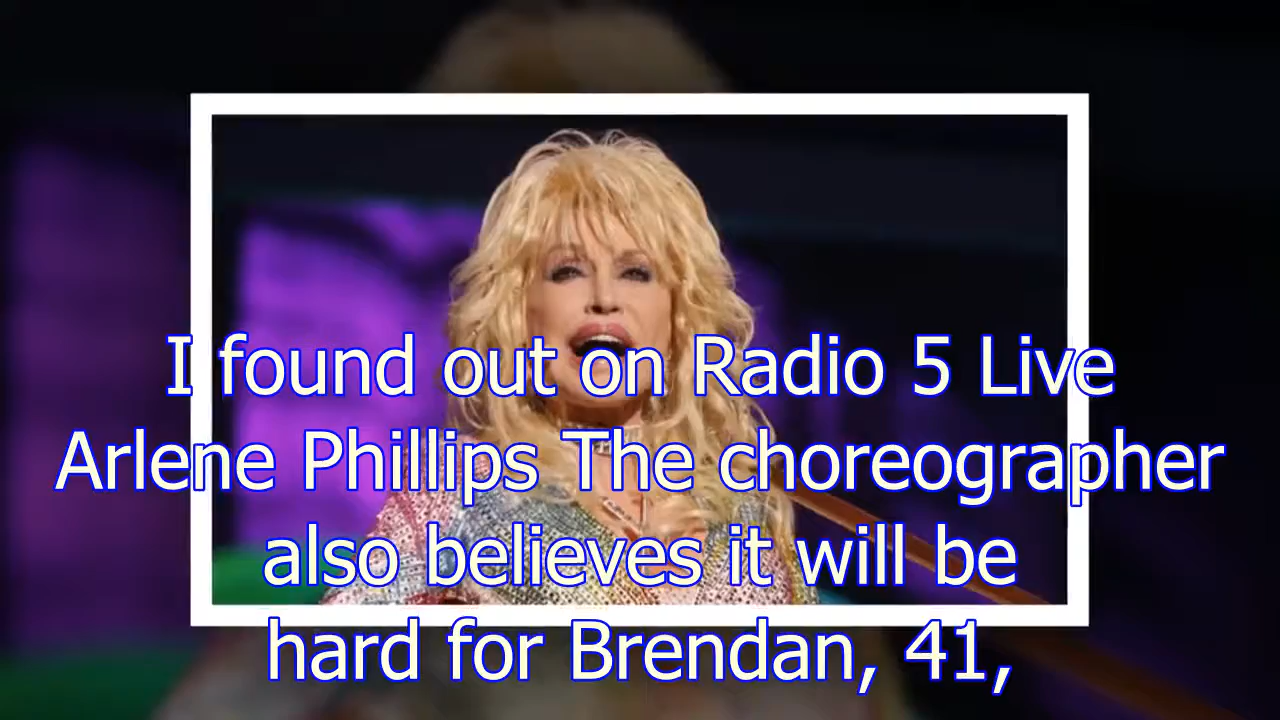 I found out on Radio 5 Live
Arlene Phillips The choreographer
also believes it will be
hard for Brendan, 41,